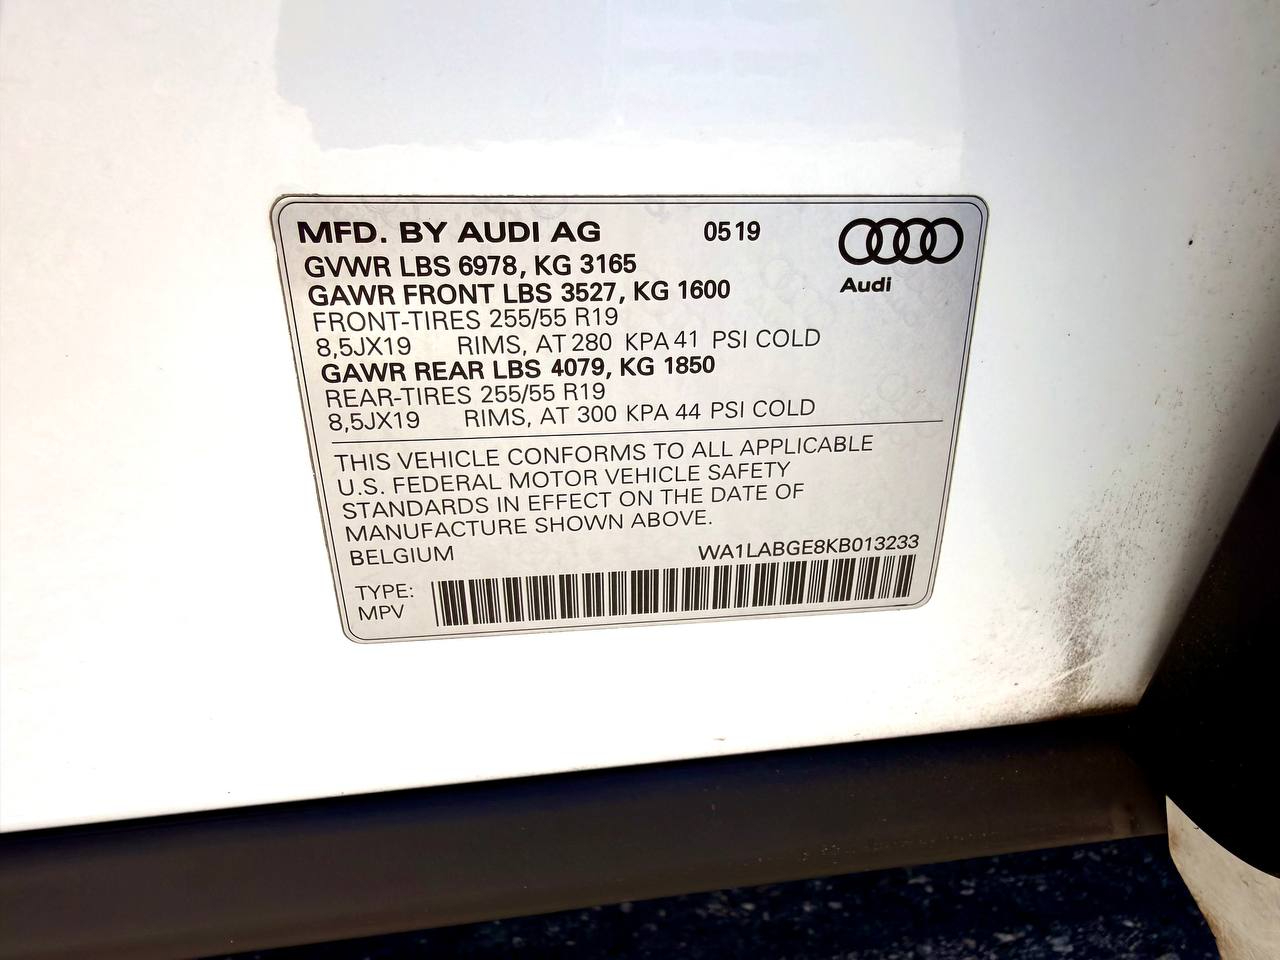 MFD. BY AUDI AG 0519
Audi
GVWR LBS 6978, KG 3165
GAWR FRONT LBS 3527, KG 1600
FRONT-TIRES 255/55 R19
8,5JX19 RIMS, AT 280 KPA 41 PSI COLD
GAWR REAR LBS 4079, KG 1850
REAR-TIRES 255/55 R19
8,5JX19 RIMS, AT 300 KPA 44 PSI COLD
THIS VEHICLE CONFORMS TO ALL APPLICABLE
U.S. FEDERAL MOTOR VEHICLE SAFETY
STANDARDS IN EFFECT ON THE DATE OF
MANUFACTURE SHOWN ABOVE.
BELGIUM WA1LABGE8KB013233
TYPE:
MPV